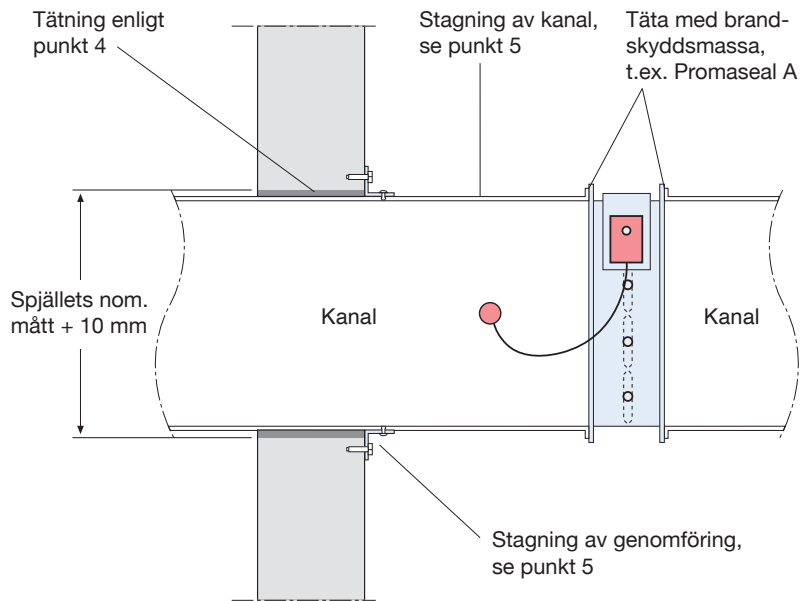 Tätning enligt
punkt 4
Stagning av kanal,
se punkt 5
Täta med brand-
skyddsmassa,
t.ex. Promaseal A
Spjällets nom.
mått + 10 mm
Kanal
Kanal
Stagning av genomföring,
se punkt 5